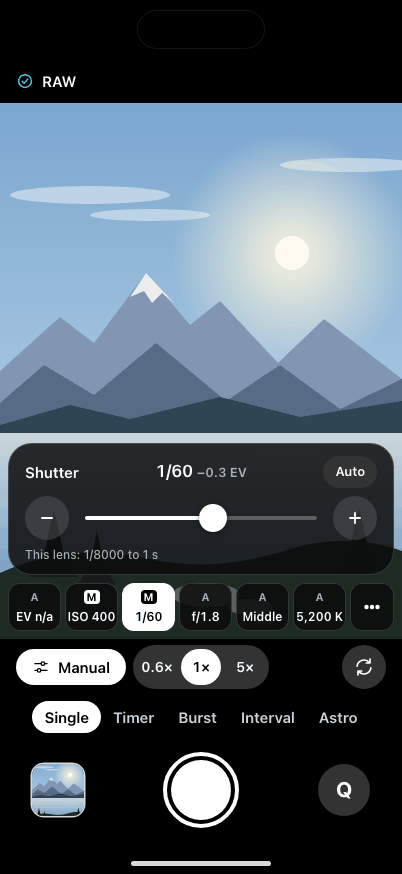 RAW
Shutter
1/60 −0.3 EV
Auto
This lens: 1/8000 to 1 s
A
EV n/a
M
ISO 400
M
1/60
A
f/1.8
A
Middle
A
5,200 K
Manual
0.6×
1×
5×
Single
Timer
Burst
Interval
Astro
Q